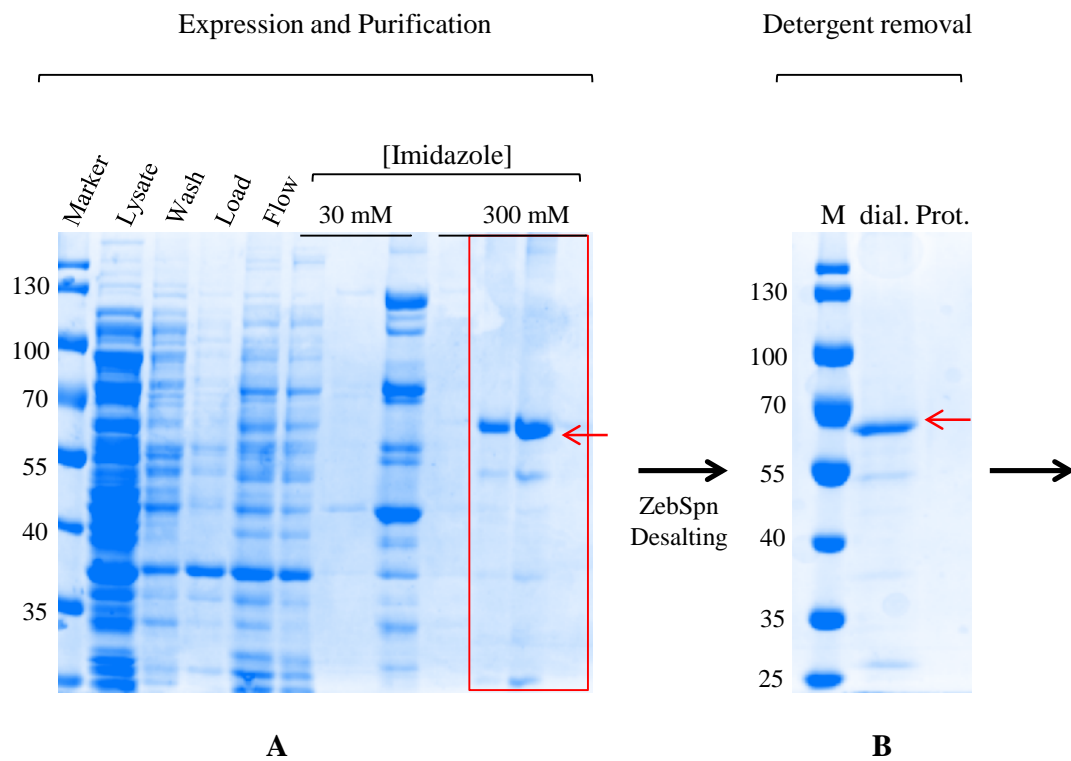 Expression and Purification
Detergent removal
[Imidazole]
Marker
Lysate
Wash
Load
Flow
30 mM
300 mM
M dial. Prot.
130
100
70
55
40
35
ZebSpn
Desalting
130
100
70
55
40
35
25
A
B